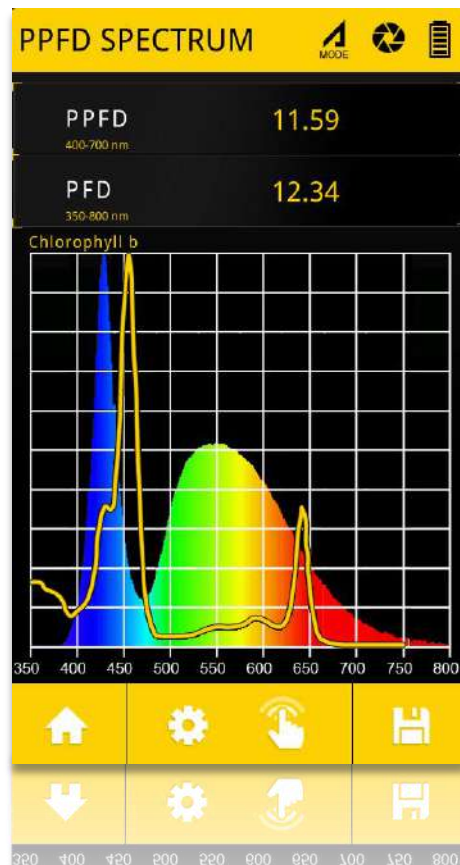 PPFD SPECTRUM
MODE
PPFD 11.59
400-700 nm
PFD 12.34
350-800 nm
Chlorophyll b
350 400 450 500 550 600 650 700 750 800